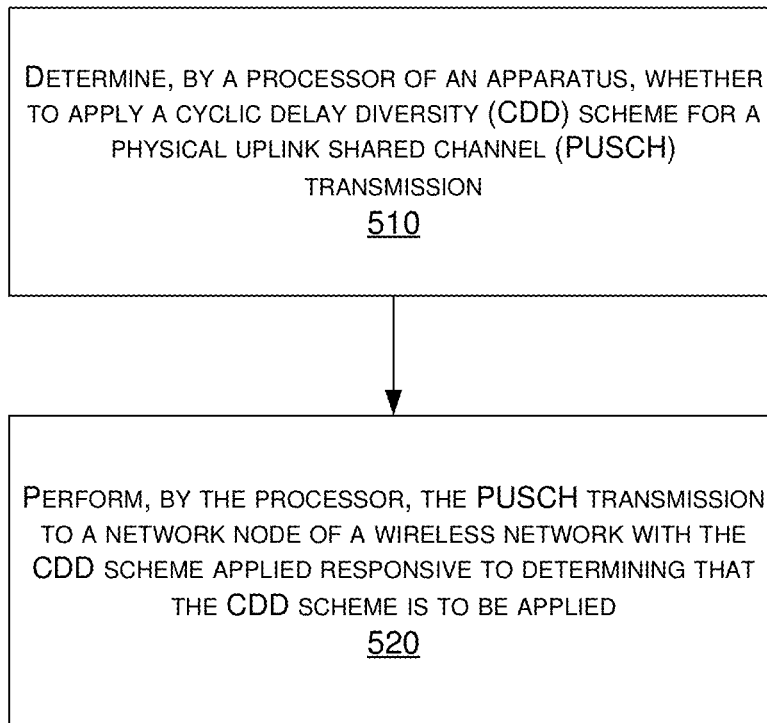 DETERMINE, BY A PROCESSOR OF AN APPARATUS, WHETHER
TO APPLY A CYCLIC DELAY DIVERSITY (CDD) SCHEME FOR A
PHYSICAL UPLINK SHARED CHANNEL (PUSCH)
TRANSMISSION
510
PERFORM, BY THE PROCESSOR, THE PUSCH TRANSMISSION
TO A NETWORK NODE OF A WIRELESS NETWORK WITH THE
CDD SCHEME APPLIED RESPONSIVE TO DETERMINING THAT
THE CDD SCHEME IS TO BE APPLIED
520